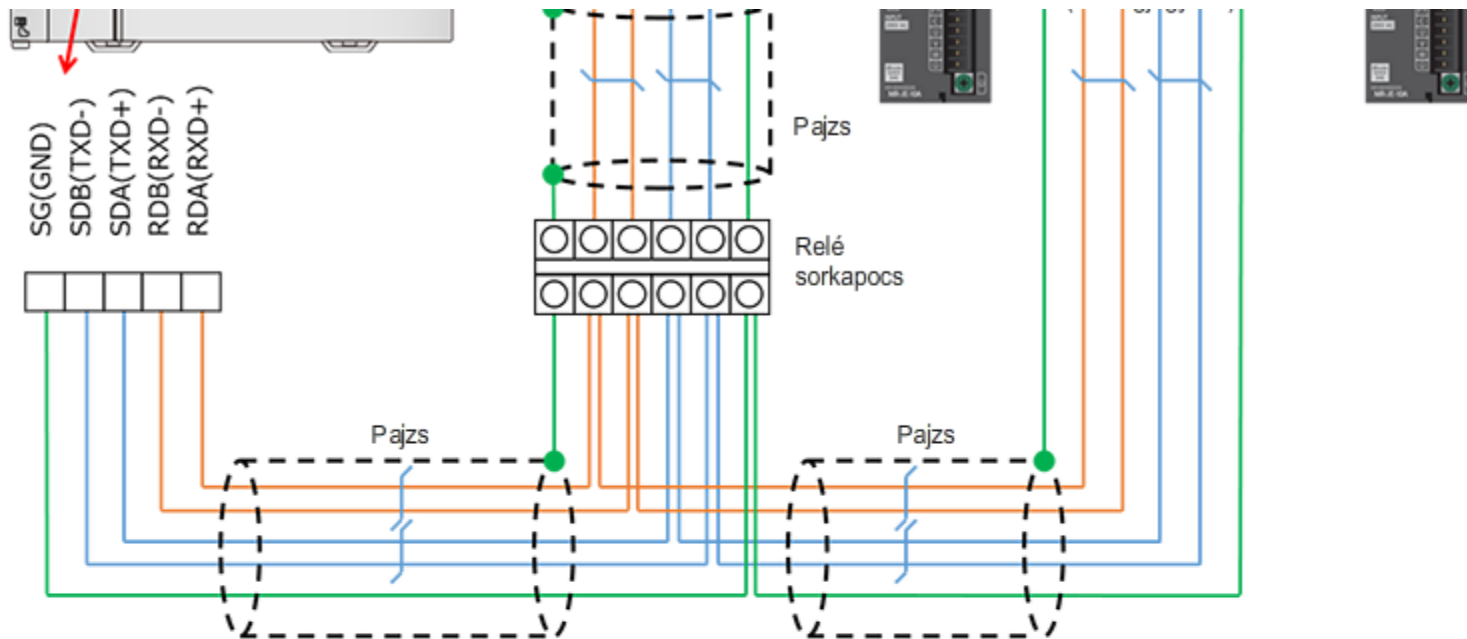 SG(GND)
SDB(TXD-)
SDA(TXD+)
RDB(RXD-)
RDA(RXD+)
Pajzs
Relé
sorkapocs
Pajzs
Pajzs